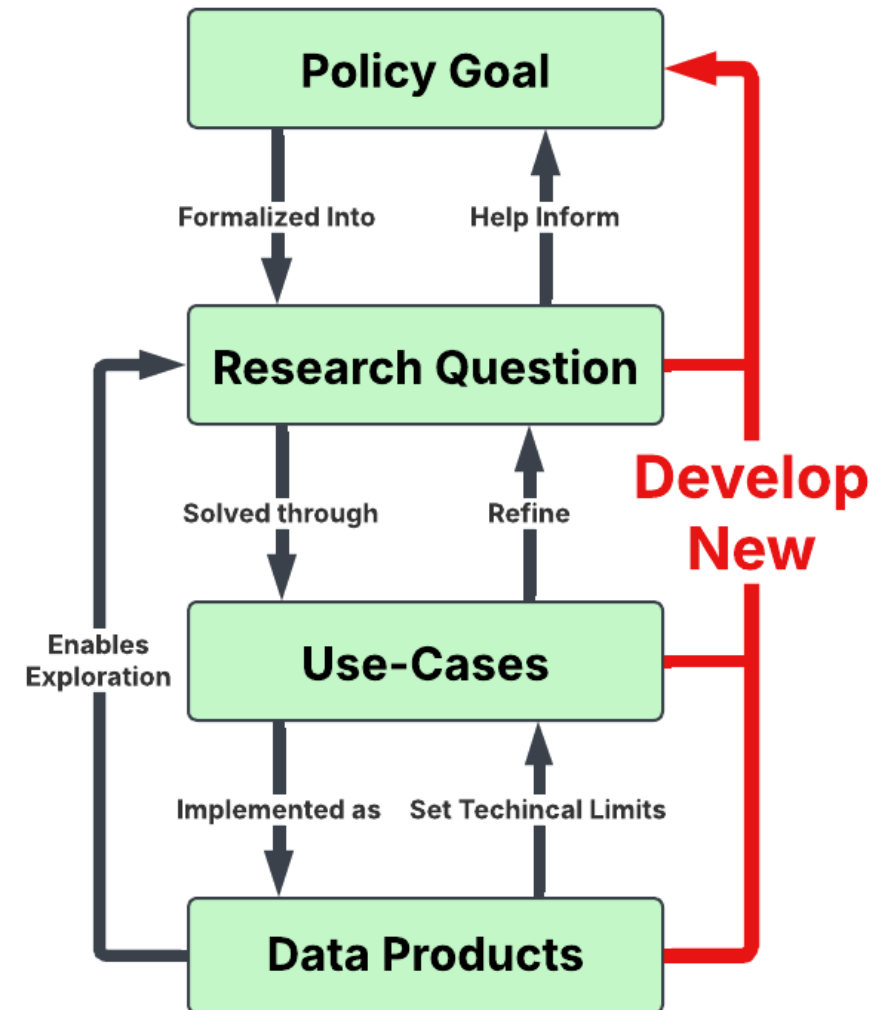 Policy Goal
Formalized Into
Help Inform
Research Question
Solved through
Refine
Develop
New
Use-Cases
Enables
Exploration
Implemented as
Set Techincal Limits
Data Products